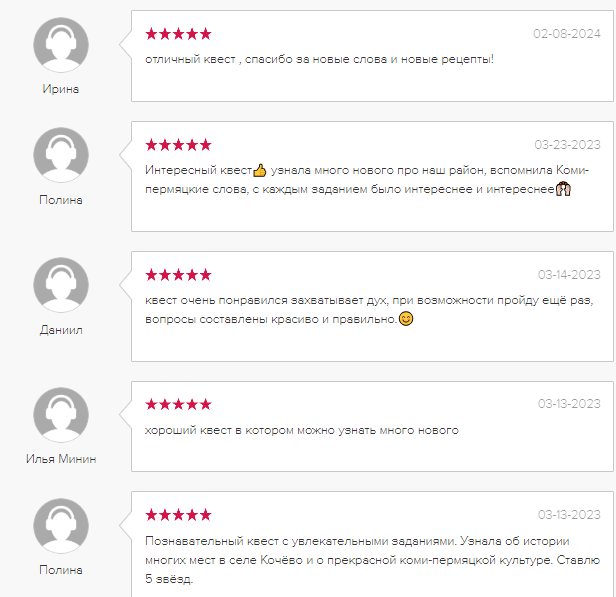 02-08-2024
отличный квест , спасибо за новые слова и новые рецепты!
Ирина
03-23-2023
Интересный квест👍 узнала много нового про наш район, вспомнила Коми-
пермяцкие слова, с каждым заданием было интереснее и интереснее🙌
Полина
03-14-2023
квест очень понравился захватывает дух, при возможности пройду ещё раз,
вопросы составлены красиво и правильно.😊
Даниил
03-13-2023
хороший квест в котором можно узнать много нового
Илья Минин
03-13-2023
Познавательный квест с увлекательными заданиями. Узнала об истории
многих мест в селе Кочёво и о прекрасной коми-пермяцкой культуре. Ставлю
5 звёзд.
Полина